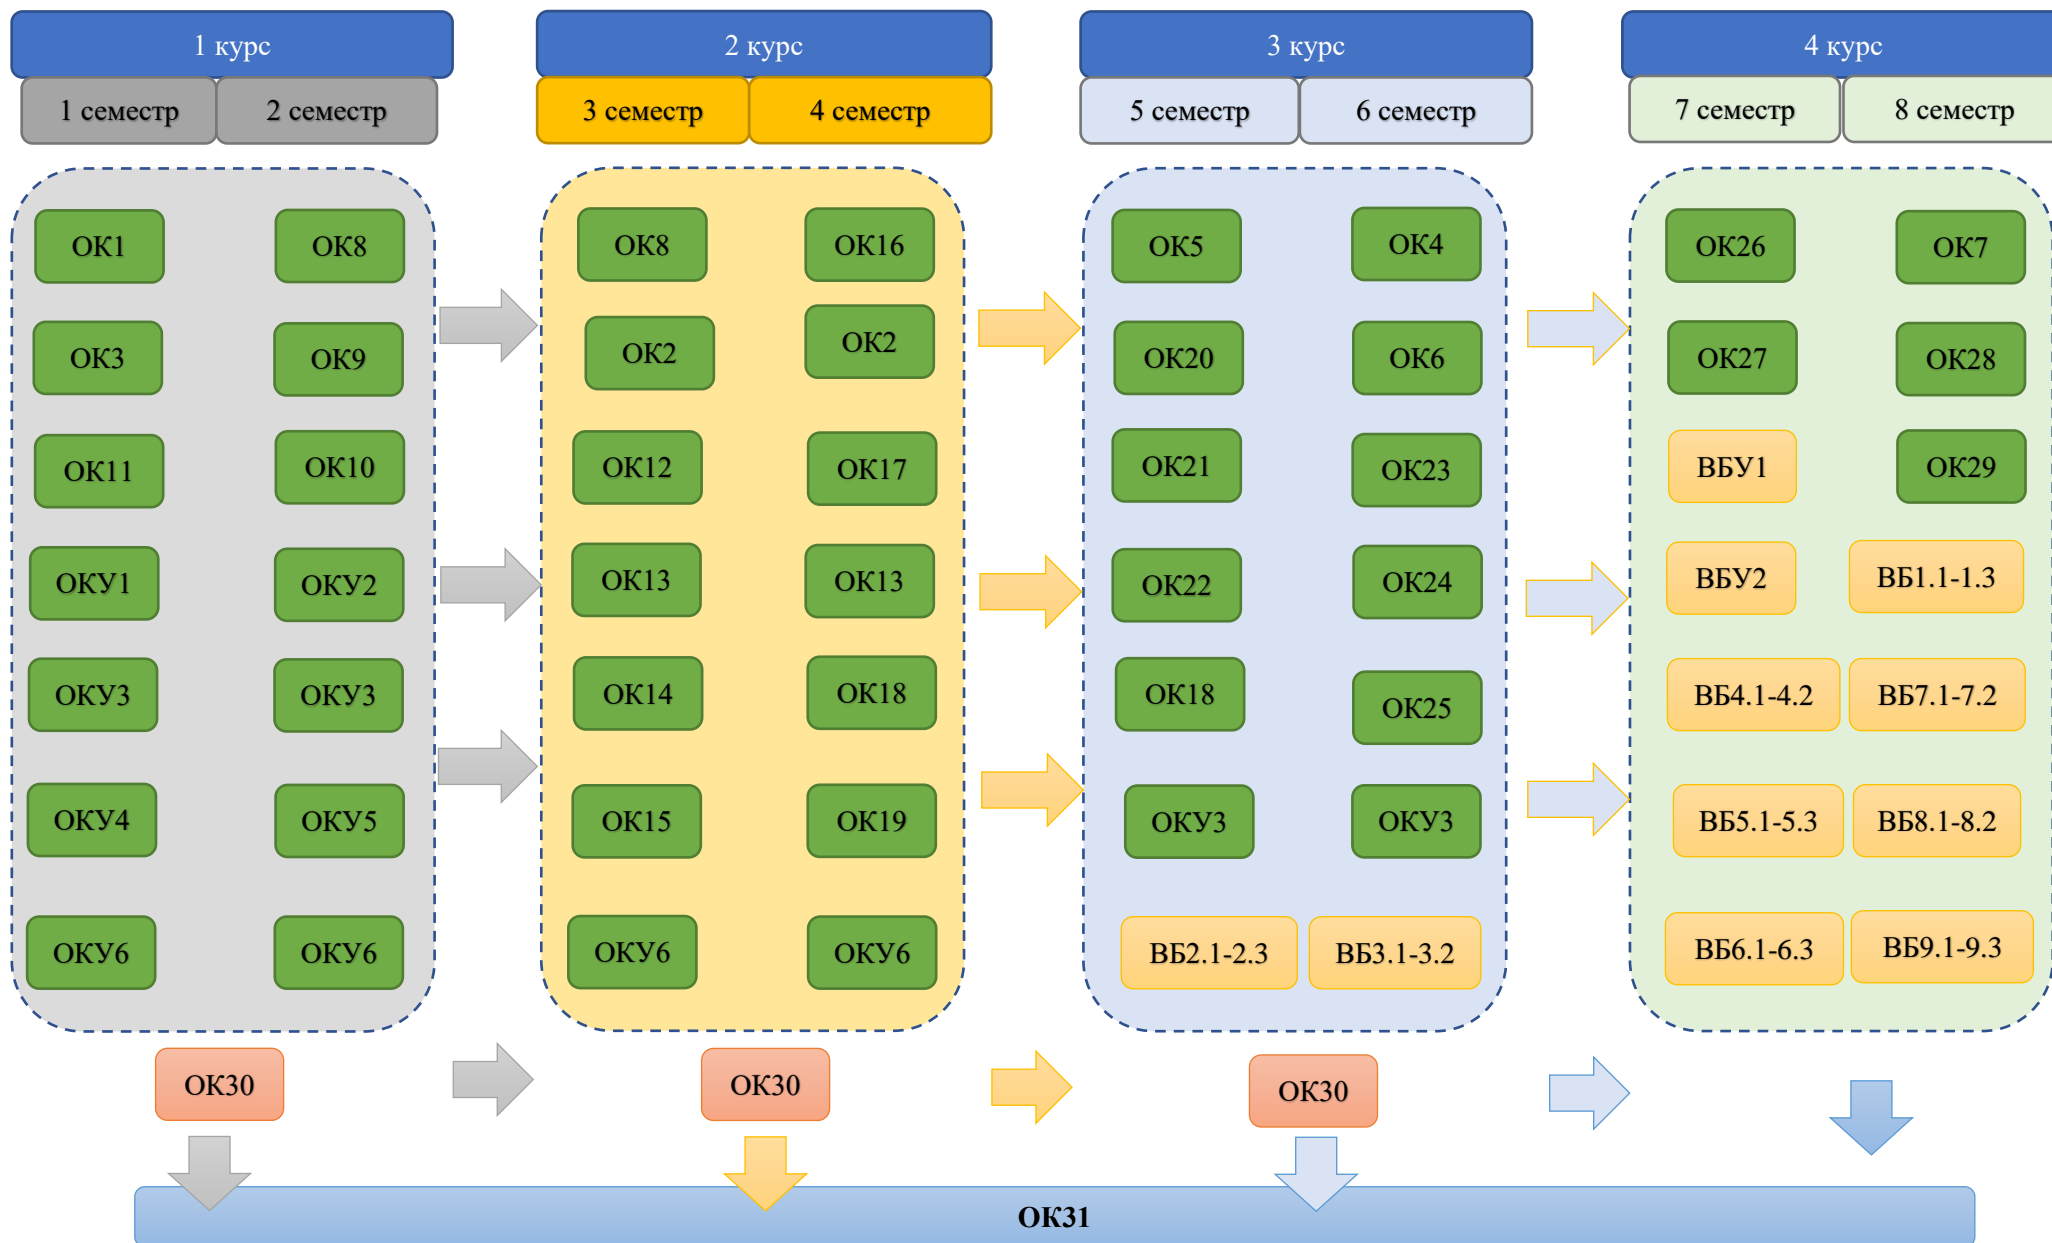 1 курс
2 курс
3 курс
4 курс
1 семестр
2 семестр
3 семестр
4 семестр
5 семестр
6 семестр
7 семестр
8 семестр
ОК1
ОК8
ОК3
ОК9
ОК11
ОК10
ОКУ1
ОКУ2
ОКУ3
ОКУ3
ОКУ4
ОКУ5
ОКУ6
ОКУ6
ОК8
ОК16
ОК2
ОК2
ОК12
ОК17
ОК13
ОК13
ОК14
ОК18
ОК15
ОК19
ОКУ6
ОКУ6
ОК5
ОК4
ОК20
ОК6
ОК21
ОК23
ОК22
ОК24
ОК18
ОК25
ОКУ3
ОКУ3
ВБ2.1-2.3
ВБ3.1-3.2
ОК26
ОК7
ОК27
ОК28
ВБУ1
ОК29
ВБУ2
ВБ1.1-1.3
ВБ4.1-4.2
ВБ7.1-7.2
ВБ5.1-5.3
ВБ8.1-8.2
ВБ6.1-6.3
ВБ9.1-9.3
ОК30
ОК30
ОК30
ОК31